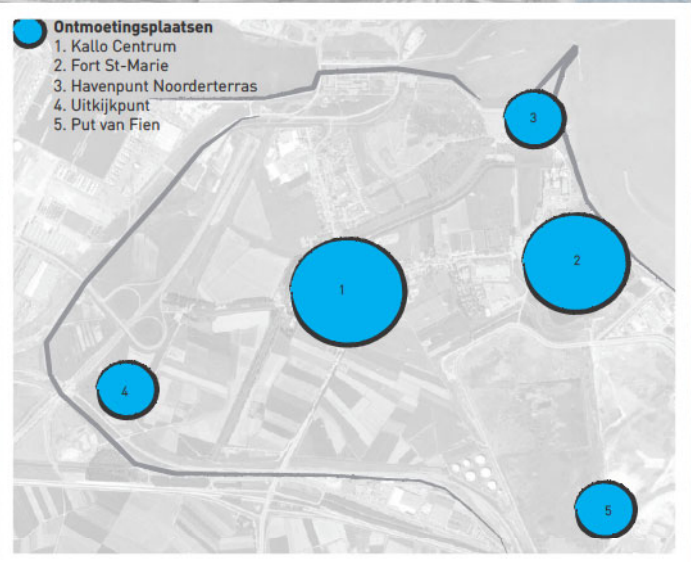 Ontmoetingsplaatsen
1. Kallo Centrum
2. Fort St-Marie
3. Havenpunt Noorderterras
4. Uitkijkpunt
5. Put van Fien
3
2
1
4
5